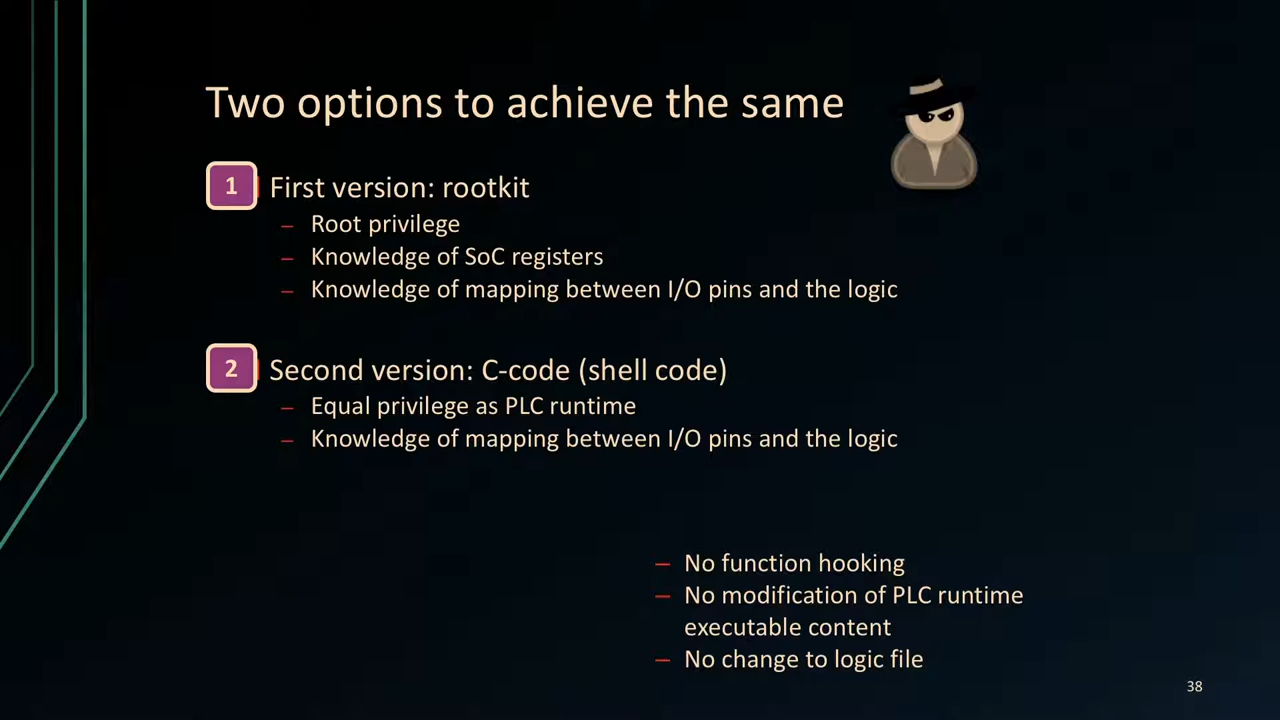 Two options to achieve the same
1 First version: rootkit
– Root privilege
– Knowledge of SoC registers
– Knowledge of mapping between I/O pins and the logic
2 Second version: C-code (shell code)
– Equal privilege as PLC runtime
– Knowledge of mapping between I/O pins and the logic
– No function hooking
– No modification of PLC runtime
executable content
– No change to logic file
38